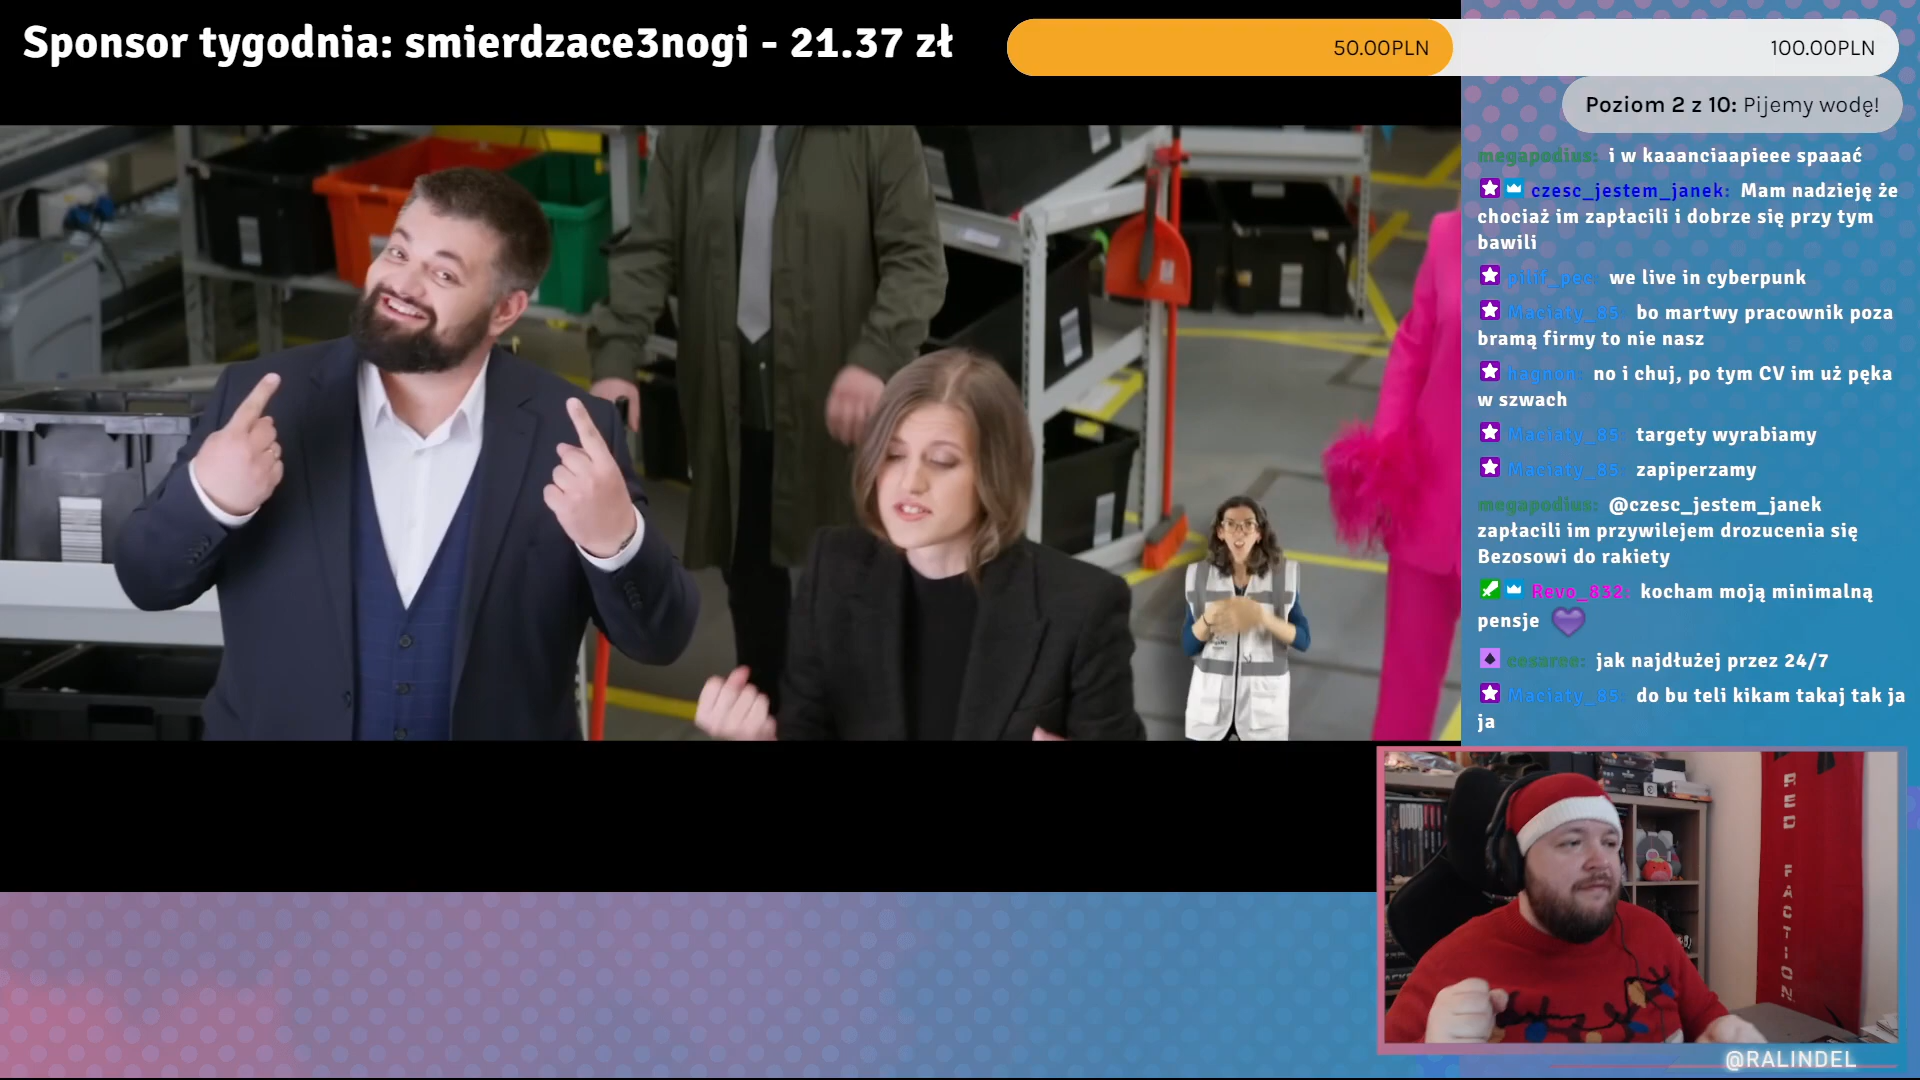 Sponsor tygodnia: smierdzace3nogi - 21.37 zł
50.00PLN
100.00PLN
Poziom 2 z 10: Pijemy wodę!
megapodius: i w kaaanciaapieee spaaać
czesc_jestem_janek: Mam nadzieję że
chociaż im zapłacili i dobrze się przy tym
bawili
we live in cyberpunk
Maciaty_85: bo martwy pracownik poza
bramą firmy to nie nasz
hagnon: no i chuj, po tym CV im uż pęka
w szwach
Maciaty_85: targety wyrabiamy
Maciaty_85: zapiperzamy
megapodius: @czesc_jestem_janek
zapłacili im przywilejem drozucenia się
Bezosowi do rakiety
Revo_832: kocham moją minimalną
pensje
jak najdłużej przez 24/7
Maciaty_85: do bu teli kikam takaj tak ja
ja
RED FACTION
@RALINDEL